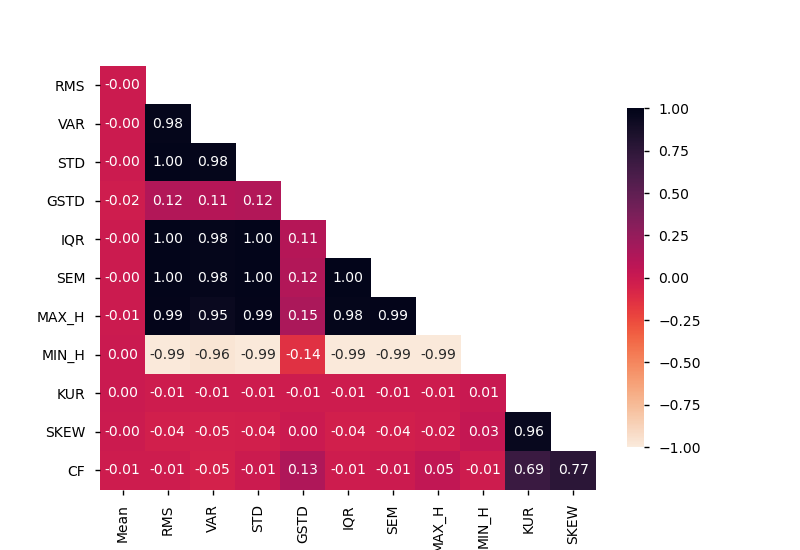 RMS -0.00
VAR -0.00 0.98
STD -0.00 1.00 0.98
GSTD -0.02 0.12 0.11 0.12
IQR -0.00 1.00 0.98 1.00 0.11
SEM -0.00 1.00 0.98 1.00 0.12 1.00
MAX_H -0.01 0.99 0.95 0.99 0.15 0.98 0.99
MIN_H 0.00 -0.99 -0.96 -0.99 -0.14 -0.99 -0.99 -0.99
KUR 0.00 -0.01 -0.01 -0.01 -0.01 -0.01 -0.01 -0.01 0.01
SKEW -0.00 -0.04 -0.05 -0.04 0.00 -0.04 -0.04 -0.02 0.03 0.96
CF -0.01 -0.01 -0.05 -0.01 0.13 -0.01 -0.01 0.05 -0.01 0.69 0.77
Mean RMS VAR STD GSTD IQR SEM MAX_H MIN_H KUR SKEW
1.00
0.75
0.50
0.25
0.00
−0.25
−0.50
−0.75
−1.00